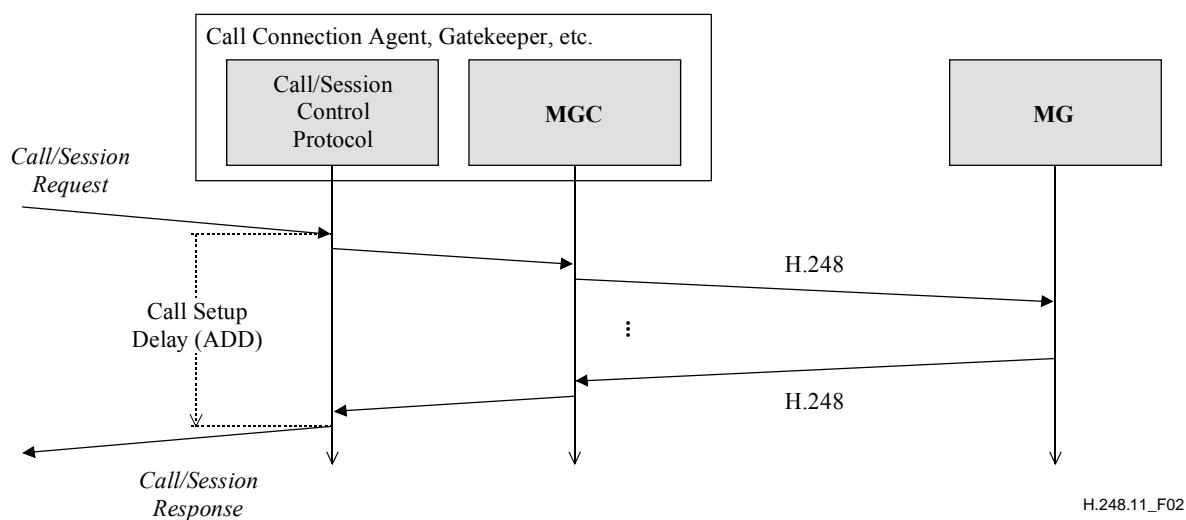 Call Connection Agent, Gatekeeper, etc.
Call/Session
Control
Protocol
MGC
MG
Call/Session
Request
H.248
Call Setup
Delay (ADD)
...
H.248
Call/Session
Response
H.248.11_F02